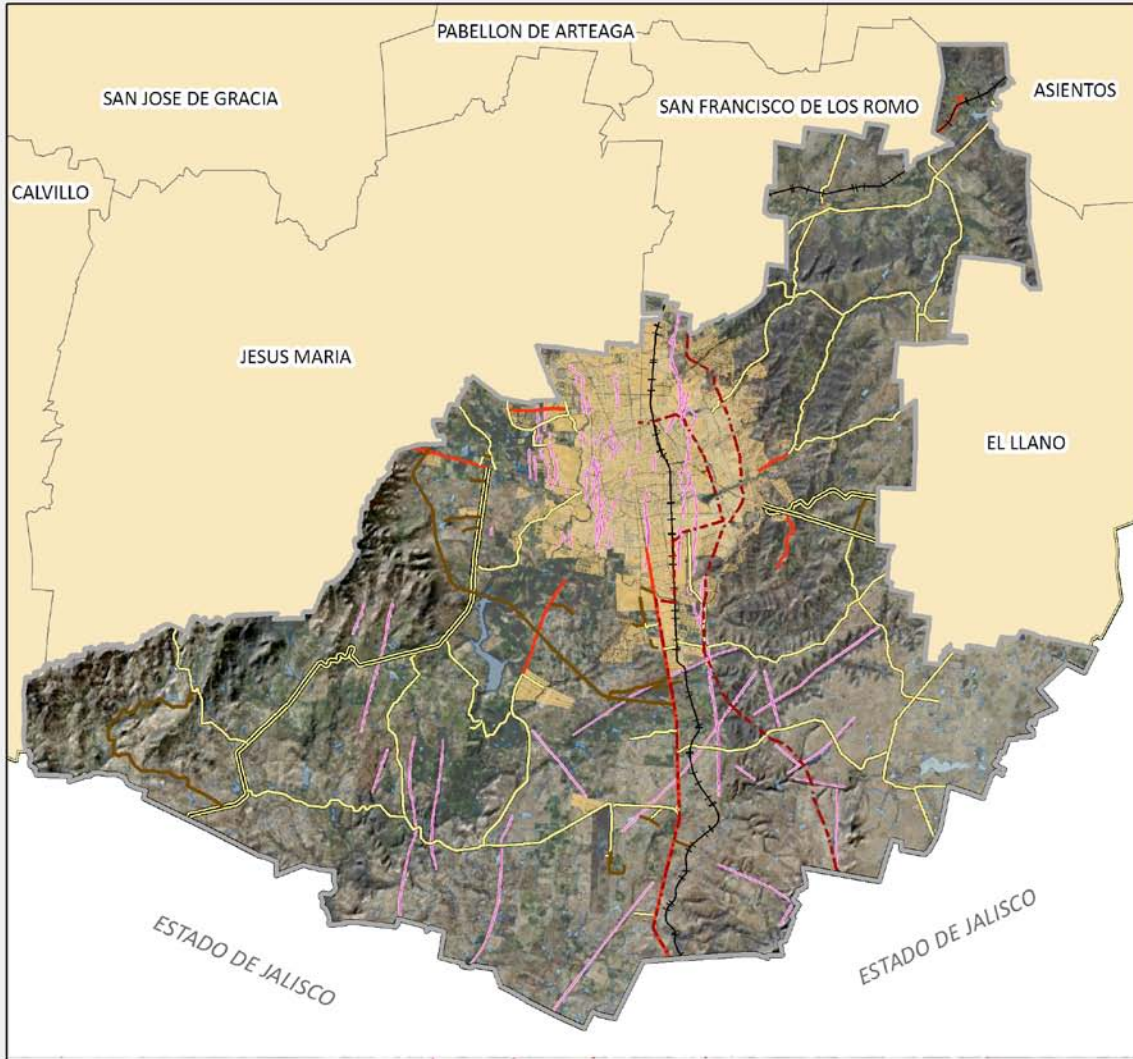 PABELLON DE ARTEAGA
SAN JOSE DE GRACIA
ASIENTOS
SAN FRANCISCO DE LOS ROMO
CALVILLO
JESUS MARIA
EL LLANO
ESTADO DE JALISCO
ESTADO DE JALISCO